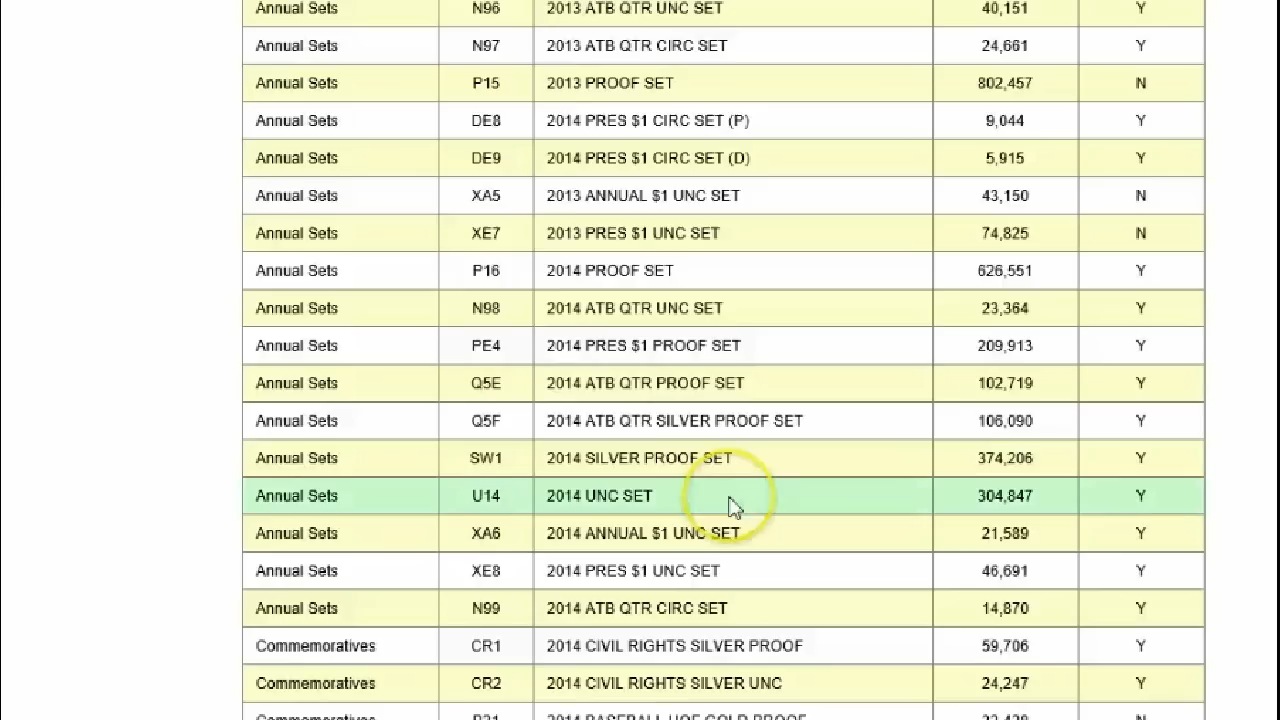 Annual Sets N96 2013 ATB QTR UNC SET 40,151 Y
Annual Sets N97 2013 ATB QTR CIRC SET 24,661 Y
Annual Sets P15 2013 PROOF SET 802,457 N
Annual Sets DE8 2014 PRES $1 CIRC SET (P) 9,044 Y
Annual Sets DE9 2014 PRES $1 CIRC SET (D) 5,915 Y
Annual Sets XA5 2013 ANNUAL $1 UNC SET 43,150 N
Annual Sets XE7 2013 PRES $1 UNC SET 74,825 N
Annual Sets P16 2014 PROOF SET 626,551 Y
Annual Sets N98 2014 ATB QTR UNC SET 23,364 Y
Annual Sets PE4 2014 PRES $1 PROOF SET 209,913 Y
Annual Sets Q5E 2014 ATB QTR PROOF SET 102,719 Y
Annual Sets Q5F 2014 ATB QTR SILVER PROOF SET 106,090 Y
Annual Sets SW1 2014 SILVER PROOF SET 374,206 Y
Annual Sets U14 2014 UNC SET 304,847 Y
Annual Sets XA6 2014 ANNUAL $1 UNC SET 21,589 Y
Annual Sets XE8 2014 PRES $1 UNC SET 46,691 Y
Annual Sets N99 2014 ATB QTR CIRC SET 14,870 Y
Commemoratives CR1 2014 CIVIL RIGHTS SILVER PROOF 59,706 Y
Commemoratives CR2 2014 CIVIL RIGHTS SILVER UNC 24,247 Y
Commemoratives 2014 BASEBALL HOF GOLD PROOF